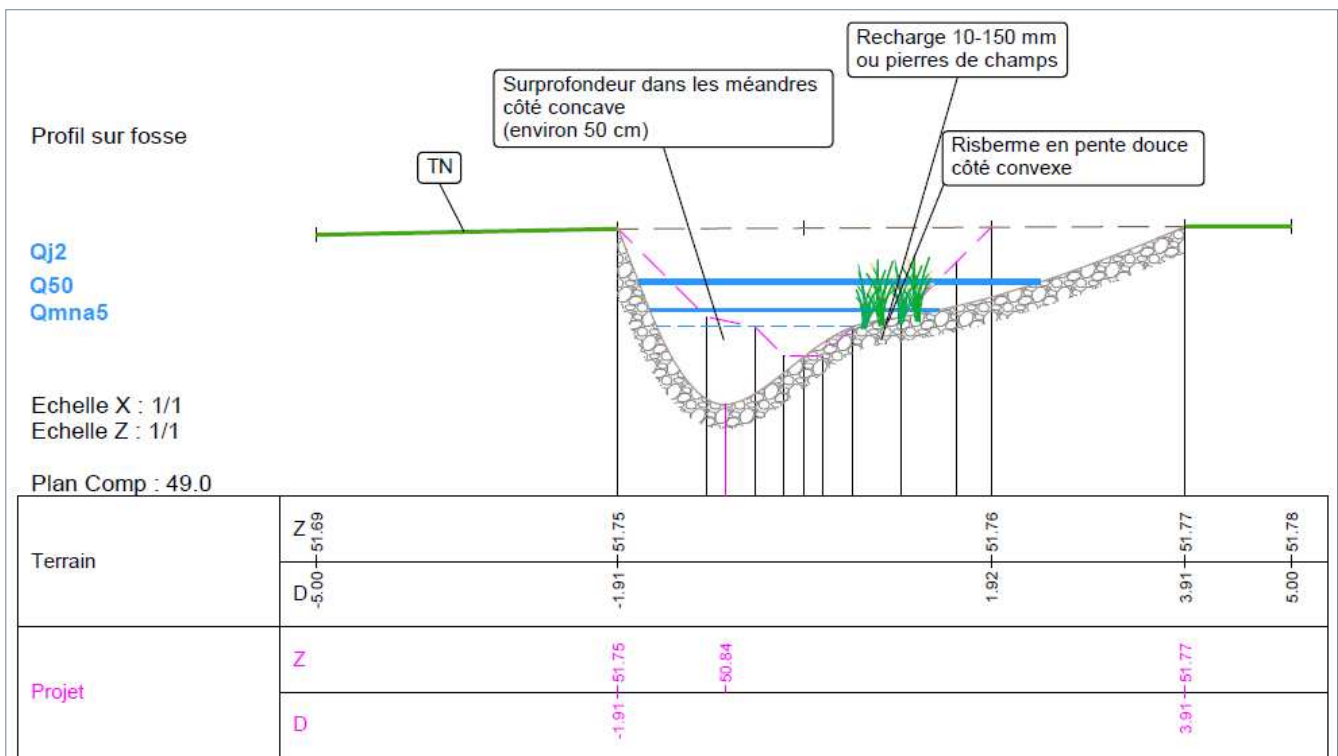 Recharge 10-150 mm
ou pierres de champs
Surprofondeur dans les méandres
côté concave
(environ 50 cm)
Profil sur fosse
Risberme en pente douce
côté convexe
TN
Qj2
Q50
Qmna5
Echelle X : 1/1
Echelle Z : 1/1
Plan Comp : 49.0
Terrain
Z 51.69 51.75 51.76 51.77 51.78
D -5.00 -1.91 1.92 3.91 5.00
Projet
Z 51.75 50.84 51.77
D -1.91 3.91